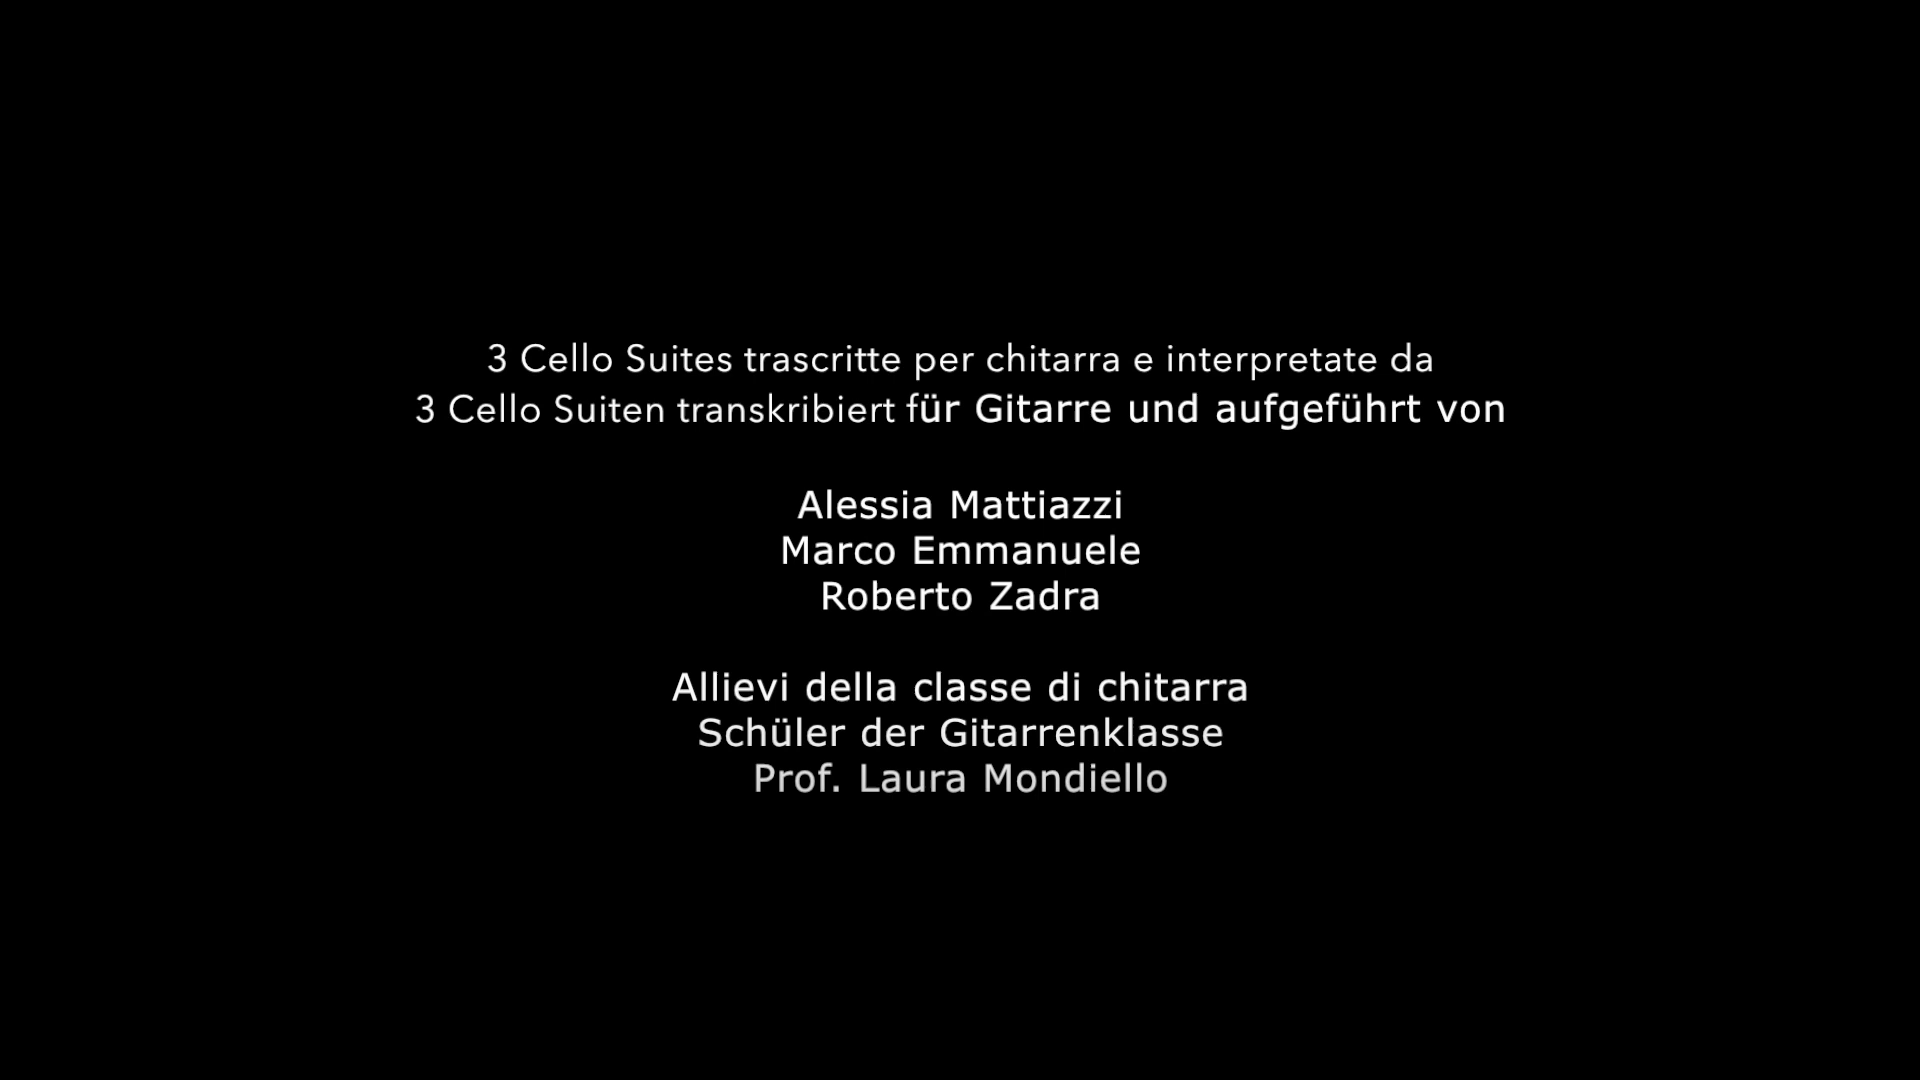 3 Cello Suites trascritte per chitarra e interpretate da
3 Cello Suiten transkribiert für Gitarre und aufgeführt von
Alessia Mattiazzi
Marco Emmanuele
Roberto Zadra
Allievi della classe di chitarra
Schüler der Gitarrenklasse
Prof. Laura Mondiello